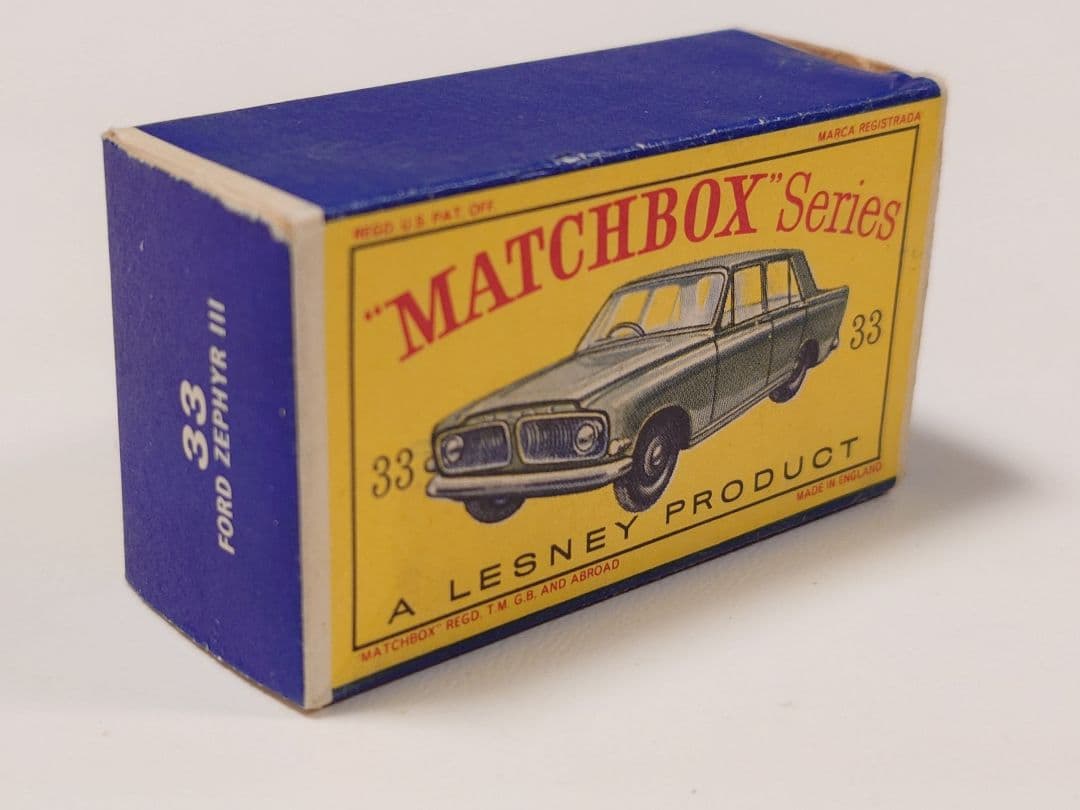 33
FORD ZEPHYR III
REGD. U.S. PAT. OFF.
MARCA REGISTRADA
"MATCHBOX" Series
33
33
A LESNEY PRODUCT
MADE IN ENGLAND
"MATCHBOX" REGD. T.M. G.B. AND ABROAD